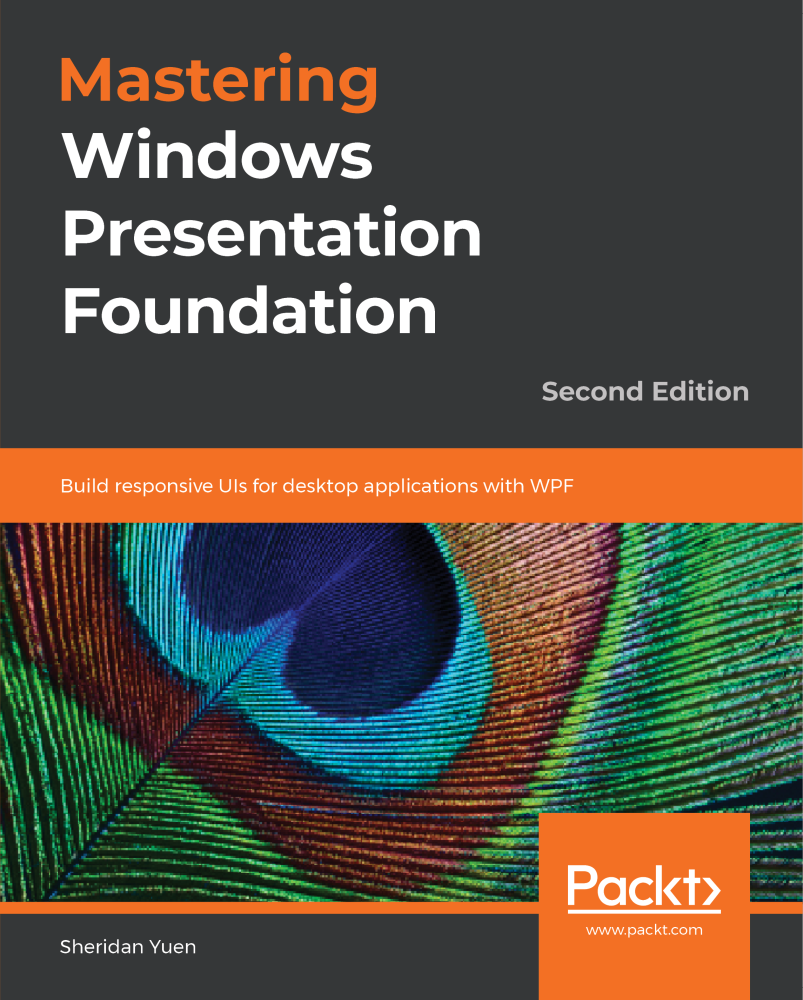 Mastering
Windows
Presentation
Foundation
Second Edition
Build responsive UIs for desktop applications with WPF
Packt>
www.packt.com
Sheridan Yuen